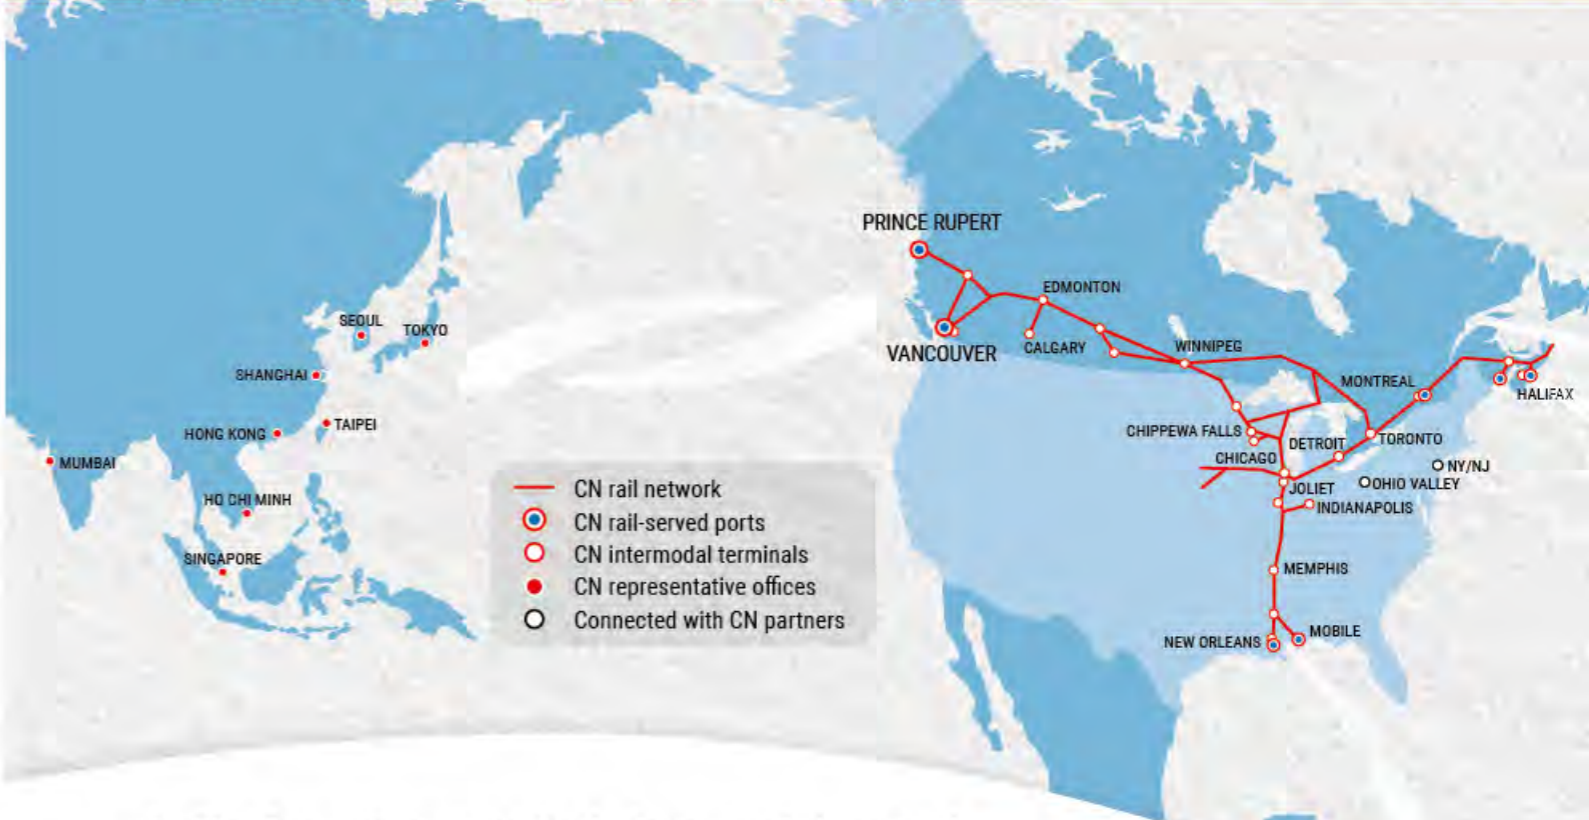 PRINCE RUPERT
EDMONTON
SEOUL
TOKYO
VANCOUVER
CALGARY
WINNIPEG
SHANGHAI
MONTREAL
HALIFAX
TAIPEI
HONG KONG
CHIPPEWA FALLS
DETROIT
TORONTO
MUMBAI
CHICAGO
NY/NJ
OHIO VALLEY
JOLIET
HO CHI MINH
INDIANAPOLIS
SINGAPORE
MEMPHIS
MOBILE
NEW ORLEANS
CN rail network
CN rail-served ports
CN intermodal terminals
CN representative offices
Connected with CN partners